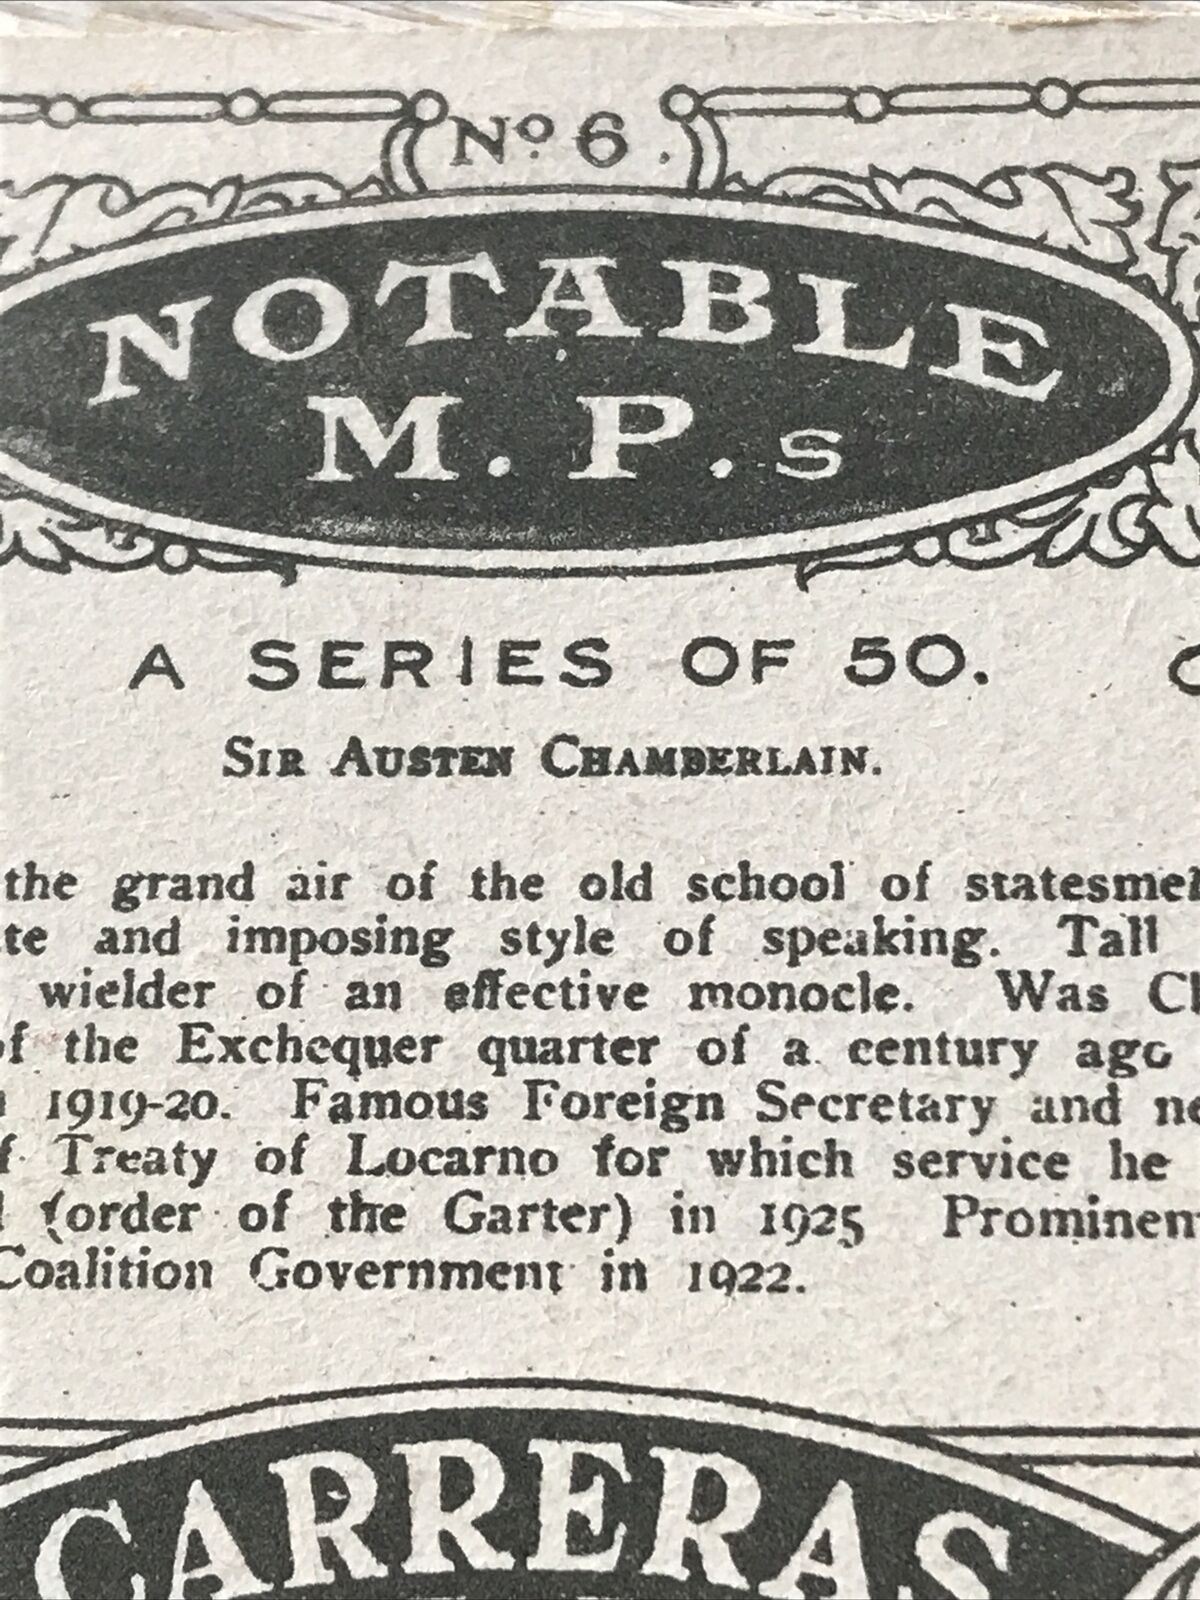 No. 6.
NOTABLE
M.P.s
A SERIES OF 50.
SIR AUSTEN CHAMBERLAIN.
the grand air of the old school of statesme
te and imposing style of speaking. Tall
wielder of an effective monocle. Was
of the Exchequer quarter of a century ago
1919-20. Famous Foreign Secretary and
Treaty of Locarno for which service he
(order of the Garter) in 1925 Prominen
Coalition Government in 1922.
CARRERAS